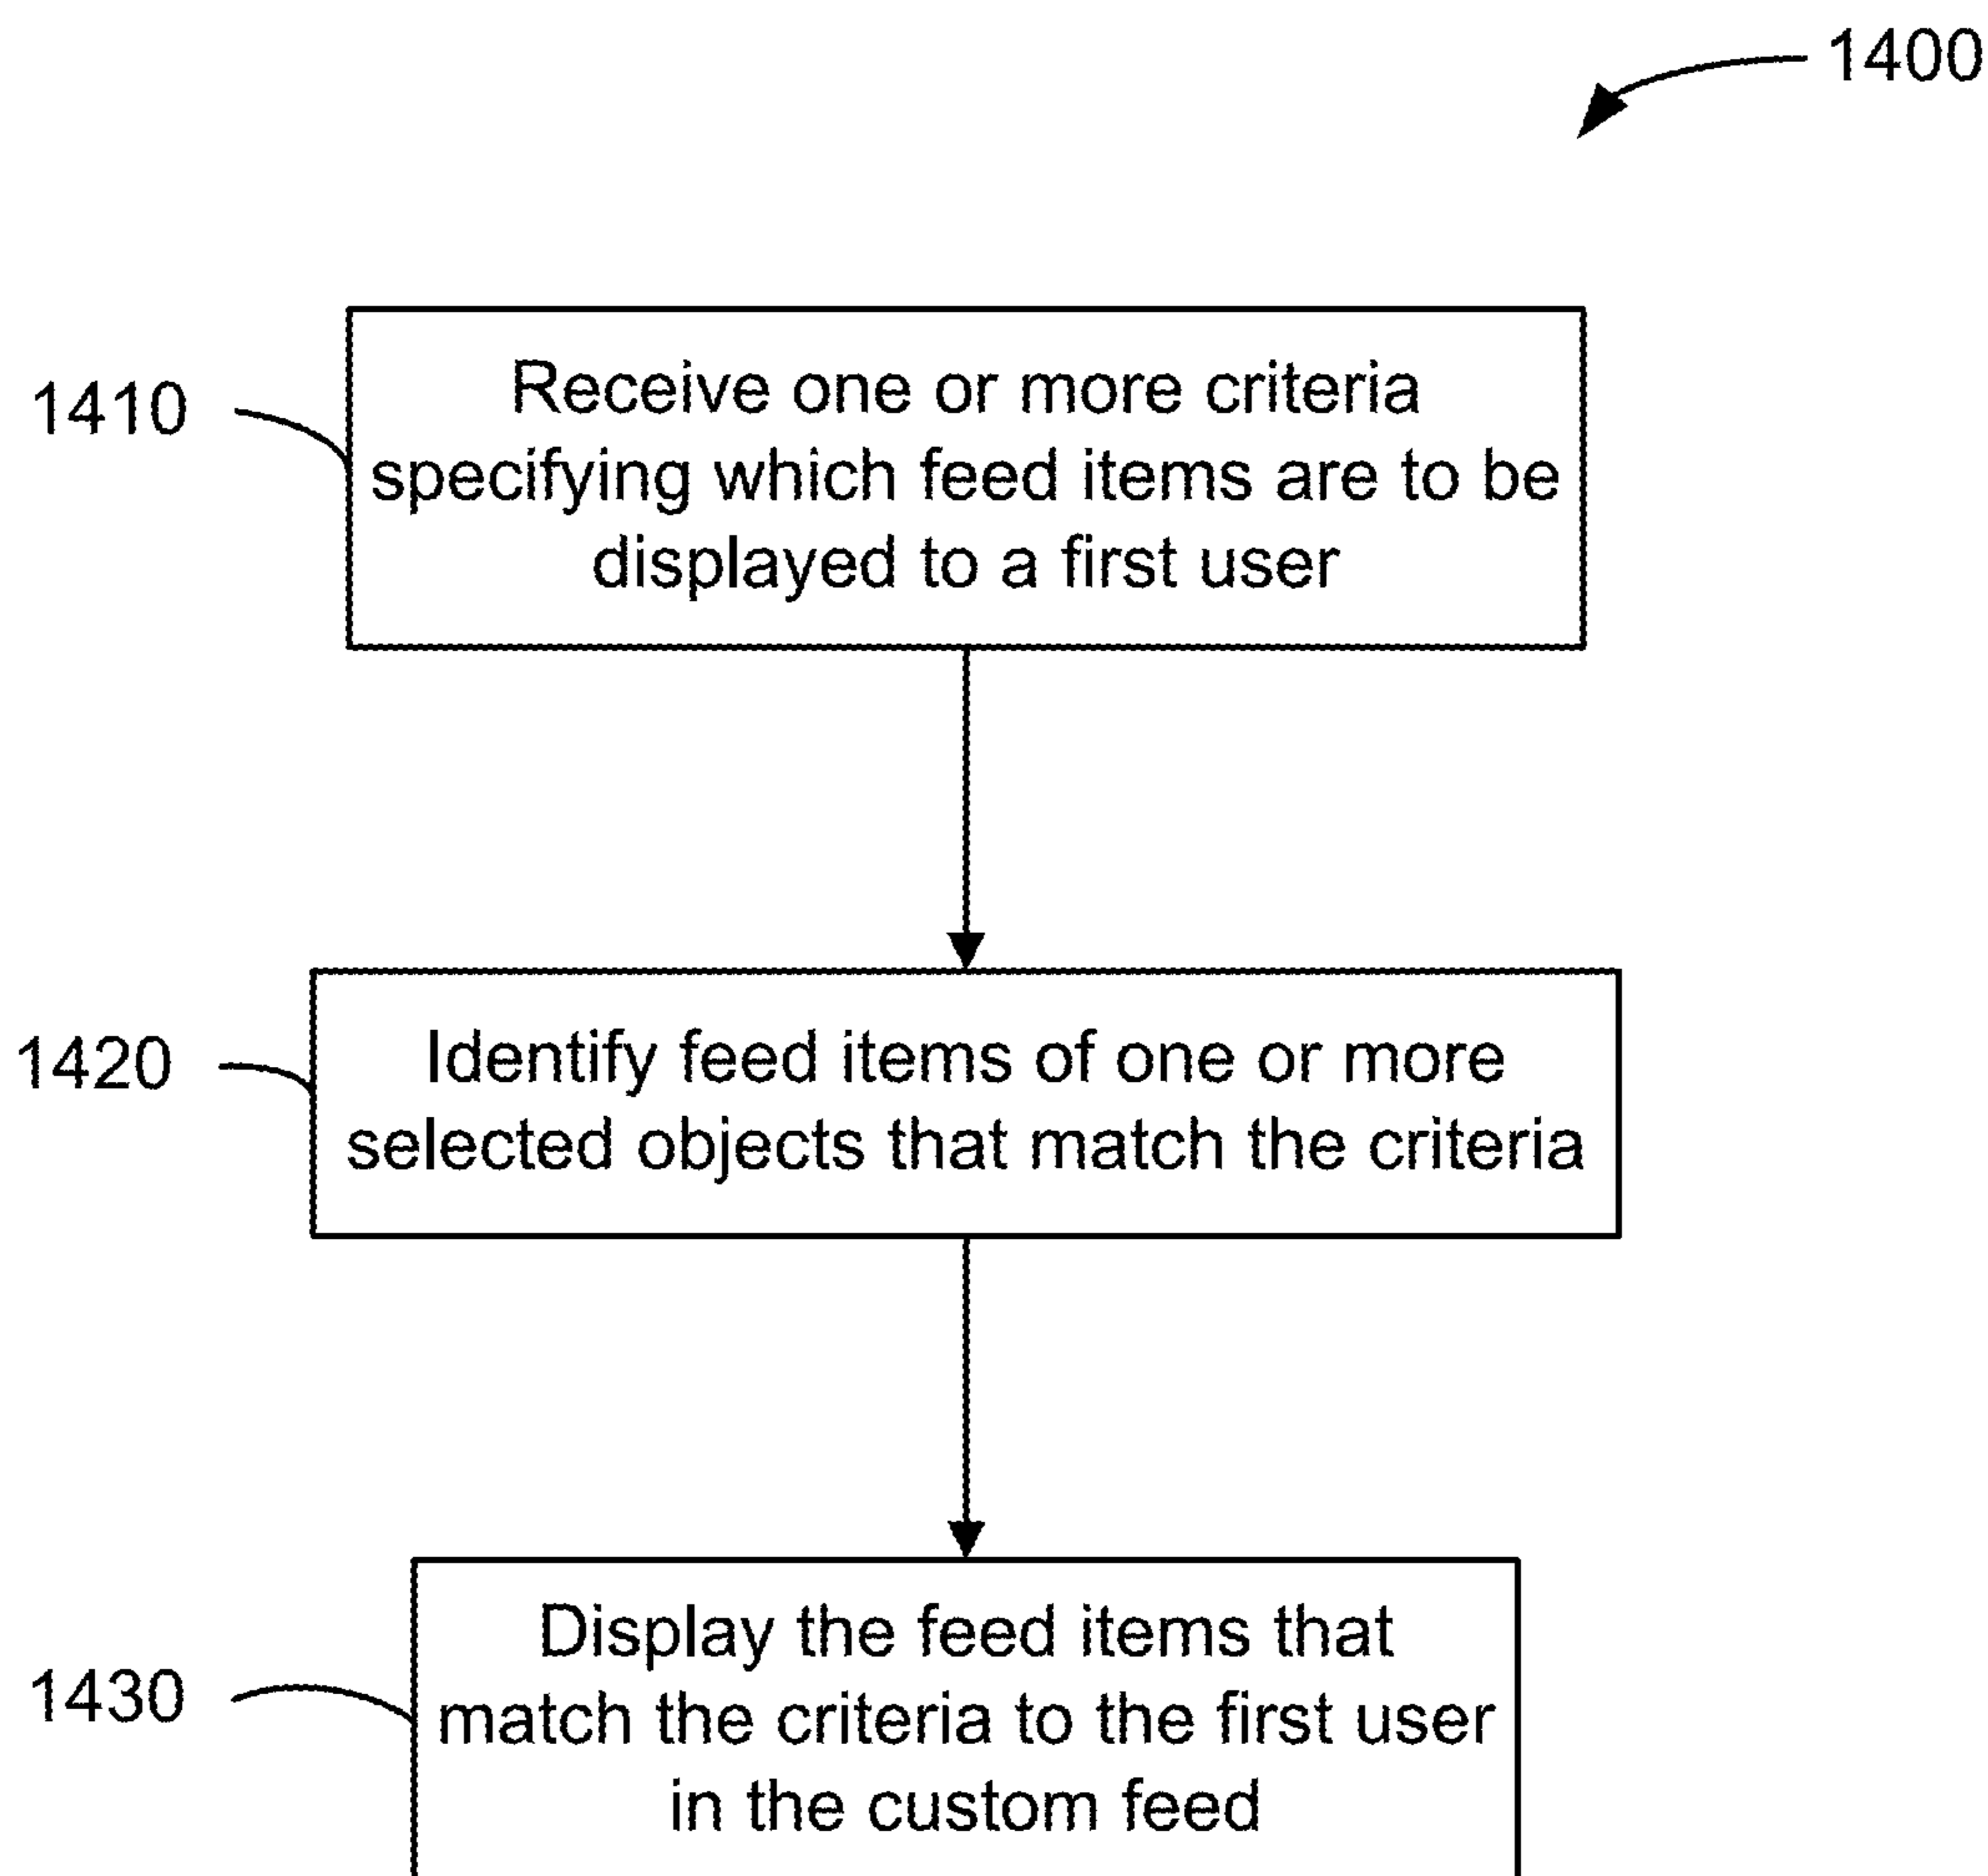 1400
1410
Receive one or more criteria
specifying which feed items are to be
displayed to a first user
1420
Identify feed items of one or more
selected objects that match the criteria
1430
Display the feed items that
match the criteria to the first user
in the custom feed